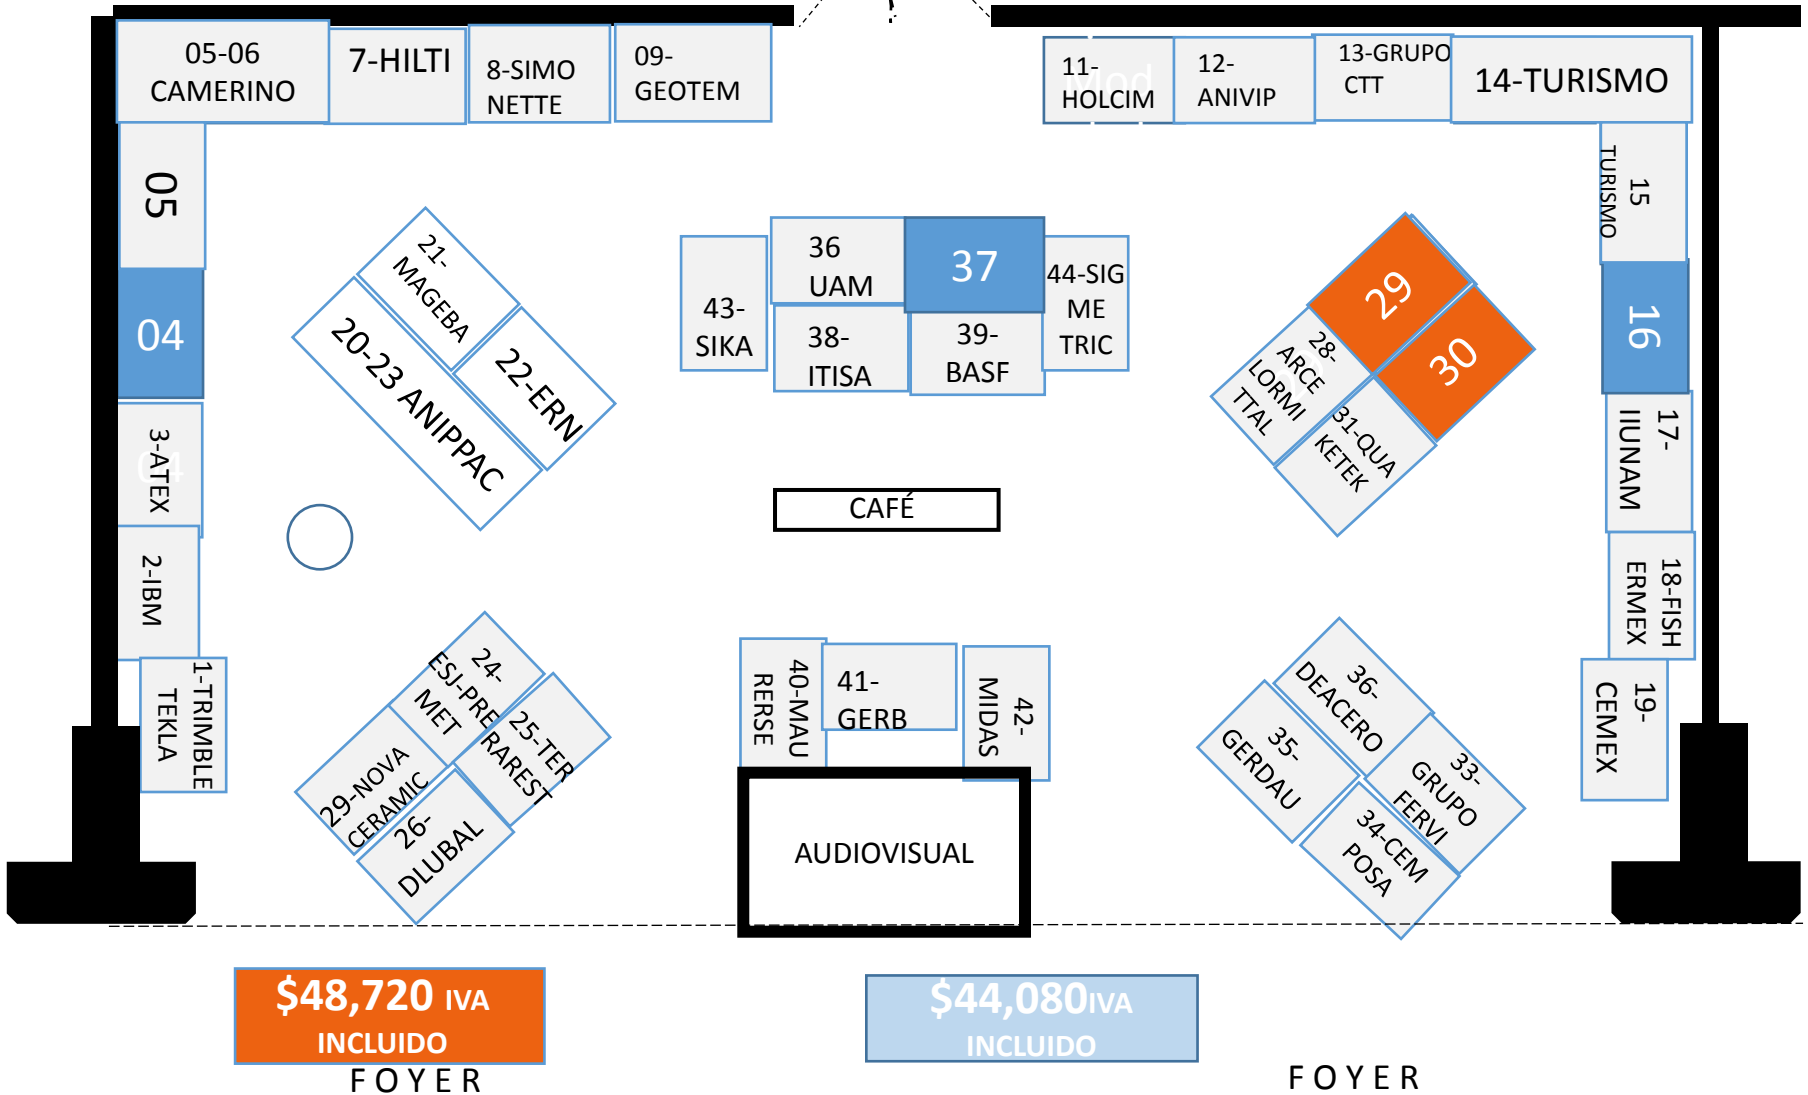 05-06
CAMERINO
7-HILTI
8-SIMO
NETTE
09-
GEOTEM
11-
HOLCIM
12-
ANIVIP
13-GRUPO
CTT
14-TURISMO
05
15
TURISMO
04
16
3-ATEX
17-
IIUNAM
2-IBM
18-FISH
ERMEX
1-TRIMBLE
TEKLA
19-
CEMEX
21-
MAGEBA
20-23 ANIPPAC
22-ERN
43-
SIKA
36
UAM
37
38-
ITISA
39-
BASF
44-SIG
ME
TRIC
29
30
28-
ARCE
LORMI
TTAL
31-QUA
KETEK
CAFÉ
24-
ESJ-PRE
MET
25-TER
RAREST
29-NOVA
CERAMIC
26-
DLUBAL
40-MAU
RERSE
41-
GERB
42-
MIDAS
AUDIOVISUAL
36-
DEACERO
35-
GERDAU
33-
GRUPO
FERVI
34-CEM
POSA
$48,720 IVA
INCLUIDO
$44,080IVA
INCLUIDO
FOYER
FOYER